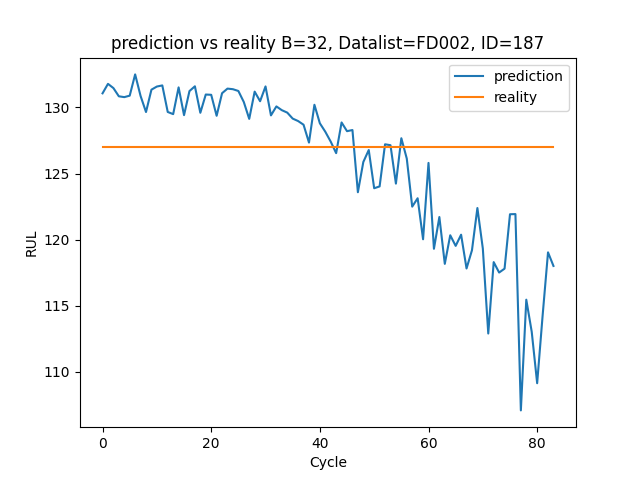 prediction vs reality B=32, Datalist=FD002, ID=187
prediction
reality
130
125
120
115
110
RUL
0 20 40 60 80
Cycle